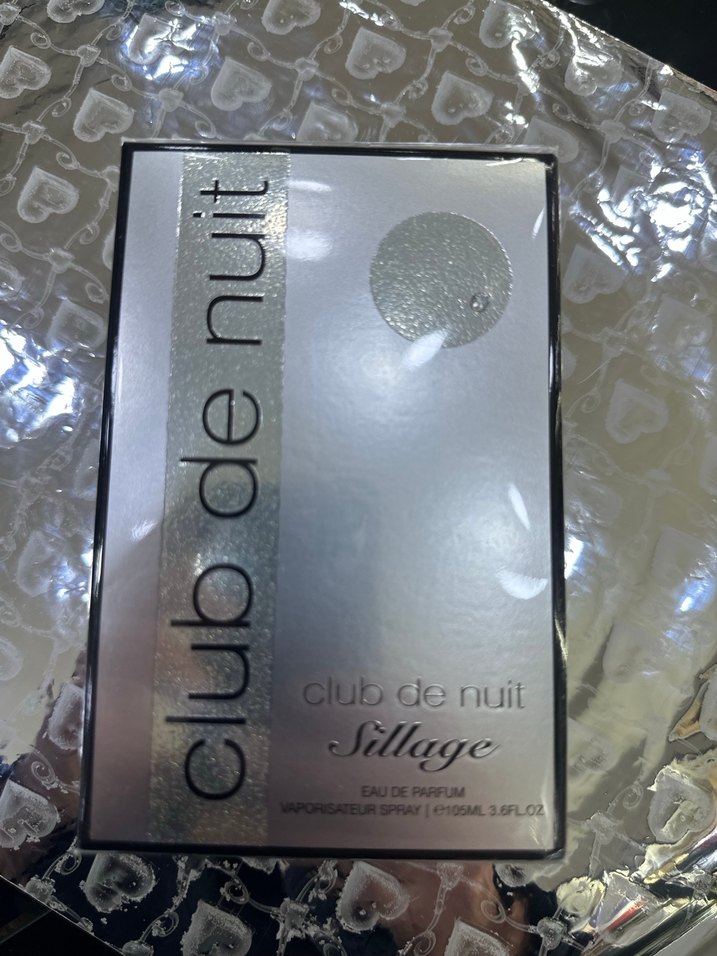 club de nuit
club de nuit
Sillage
EAU DE PARFUM
VAPORISATEUR SPRAY | ℮105ML 3.6FL.OZ